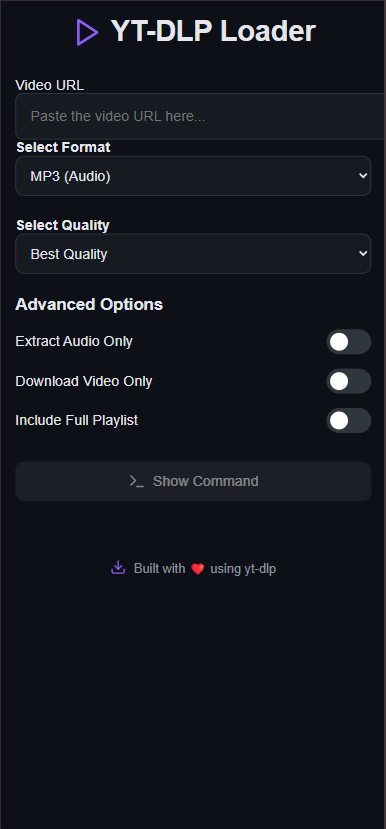 YT-DLP Loader
Video URL
Paste the video URL here...
Select Format
MP3 (Audio)
Select Quality
Best Quality
Advanced Options
Extract Audio Only
Download Video Only
Include Full Playlist
Show Command
Built with ❤️ using yt-dlp